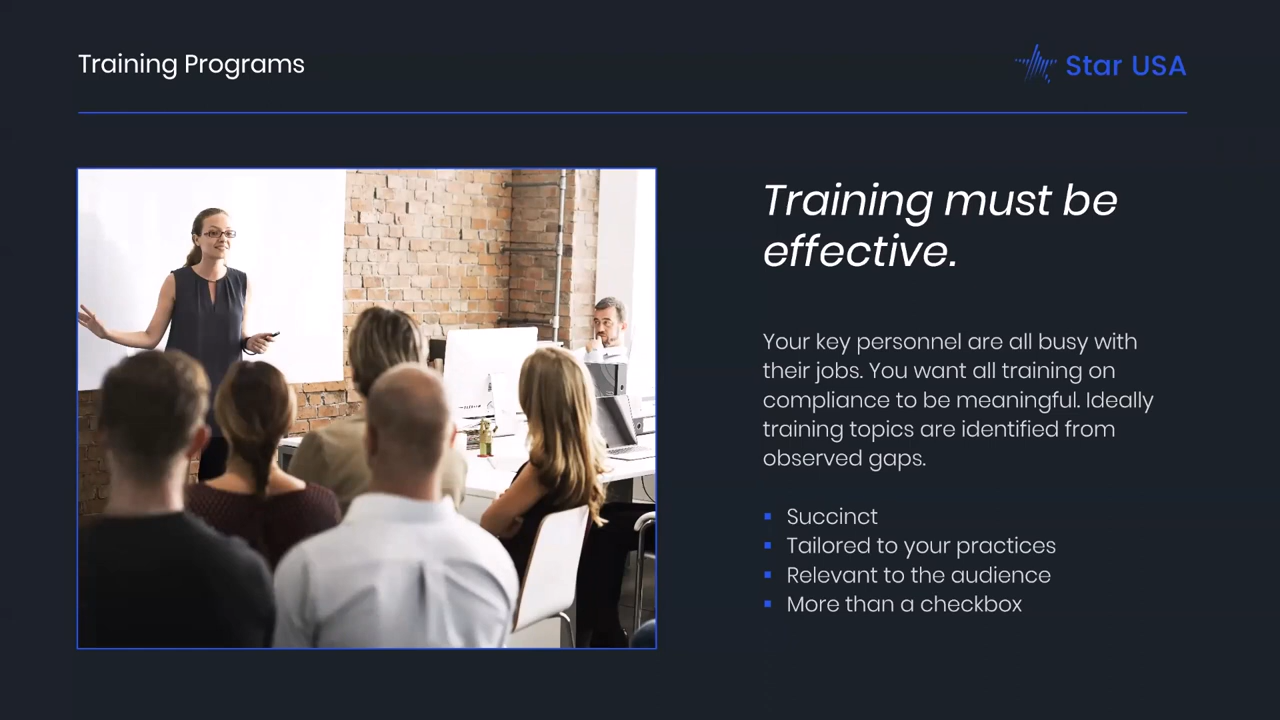 Training Programs
Star USA
Training must be
effective.
Your key personnel are all busy with
their jobs. You want all training on
compliance to be meaningful. Ideally
training topics are identified from
observed gaps.
▪ Succinct
▪ Tailored to your practices
▪ Relevant to the audience
▪ More than a checkbox